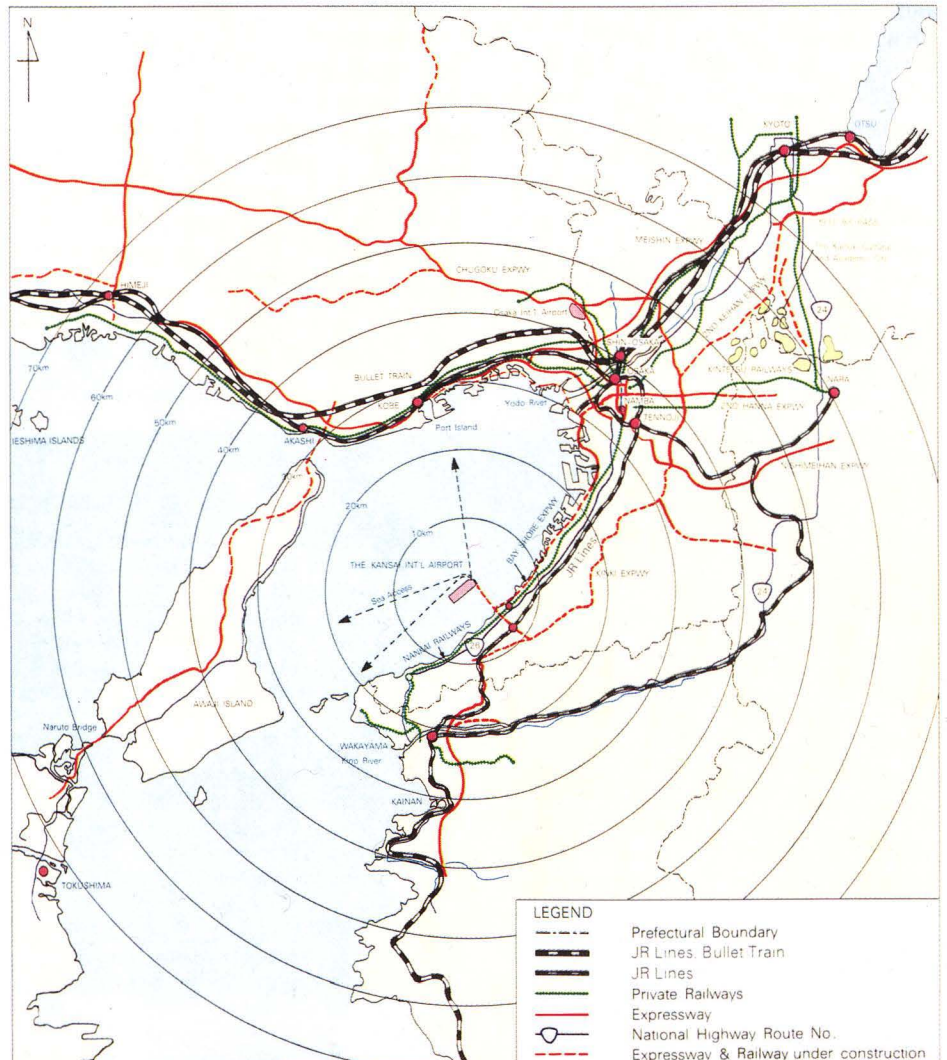 N
KYOTO
OTSU
MEISHIN EXPWY
CHUGOKU EXPWY
HIMEJI
Osaka Int'l Airport
24
SHIN-OSAKA
OSAKA
KINTETSU RAILWAYS
NARA
BULLET TRAIN
70km
60km
50km
40km
KOBE
NAMBA
Yodo River
TENNO
Port Island
IESHIMA ISLANDS
AKASHI
NISHIMEIHAN EXPWY
20km
10km
BAY SHORE EXPWY
JR Lines
THE KANSAI INT'L AIRPORT
KINKI EXPWY
24
Sea Access
NANKAI RAILWAYS
26
AWAJI ISLAND
Naruto Bridge
WAKAYAMA
Kino River
KAINAN
TOKUSHIMA
LEGEND
Prefectural Boundary
JR Lines. Bullet Train
JR Lines
Private Railways
Expressway
National Highway Route No.
Expressway & Railway under construction